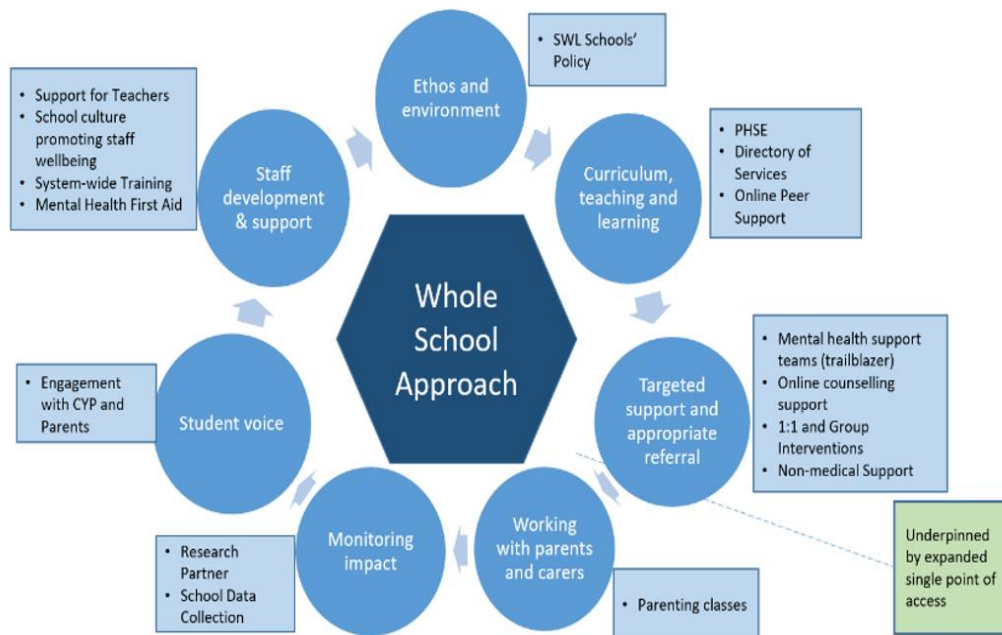 Whole
School
Approach
Ethos and
environment
• SWL Schools'
Policy
Curriculum,
teaching and
learning
• PHSE
• Directory of
Services
• Online Peer
Support
Targeted
support and
appropriate
referral
• Mental health support
teams (trailblazer)
• Online counselling
support
• 1:1 and Group
Interventions
• Non-medical Support
Underpinned
by expanded
single point of
access
Working
with parents
and carers
• Parenting classes
Monitoring
impact
• Research
Partner
• School Data
Collection
Student voice
• Engagement
with CYP and
Parents
Staff
development
& support
• Support for Teachers
• School culture
promoting staff
wellbeing
• System-wide Training
• Mental Health First Aid